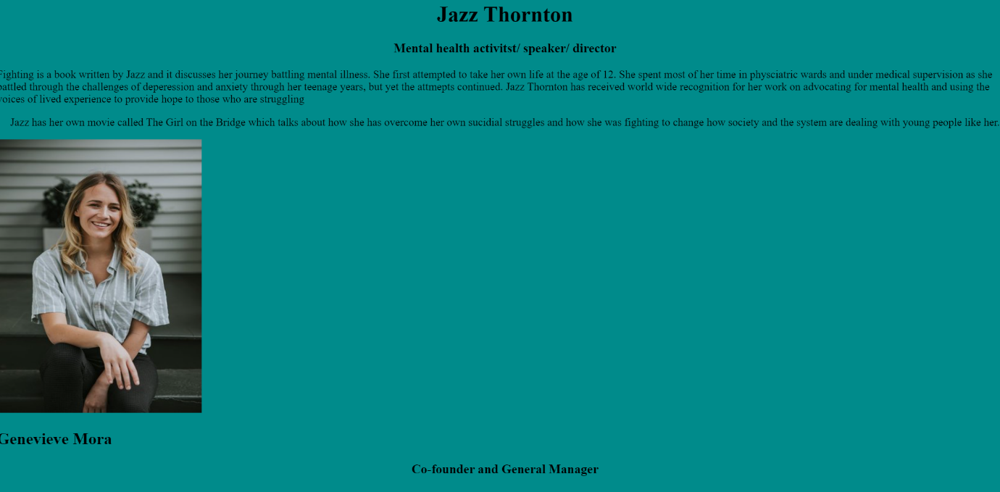 Jazz Thornton
Mental health activitst/ speaker/ director
Fighting is a book written by Jazz and it discusses her journey battling mental illness. She first attempted to take her own life at the age of 12. She spent most of her time in physciatric wards and under medical supervision as she
battled through the challenges of deperession and anxiety through her teenage years, but yet the attmepts continued. Jazz Thornton has received world wide recognition for her work on advocating for mental health and using the
voices of lived experience to provide hope to those who are struggling
Jazz has her own movie called The Girl on the Bridge which talks about how she has overcome her own sucidial struggles and how she was fighting to change how society and the system are dealing with young people like her.
Genevieve Mora
Co-founder and General Manager